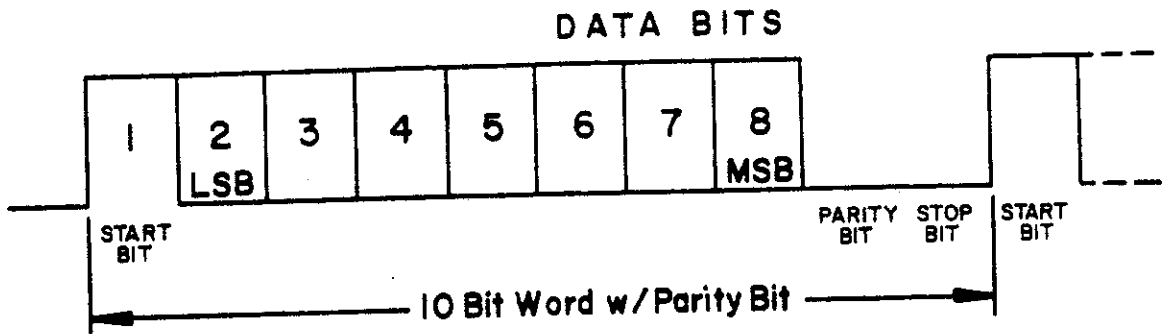 DATA BITS
1 2 3 4 5 6 7 8
LSB MSB
START BIT
PARITY BIT
STOP BIT
START BIT
10 Bit Word w/Parity Bit